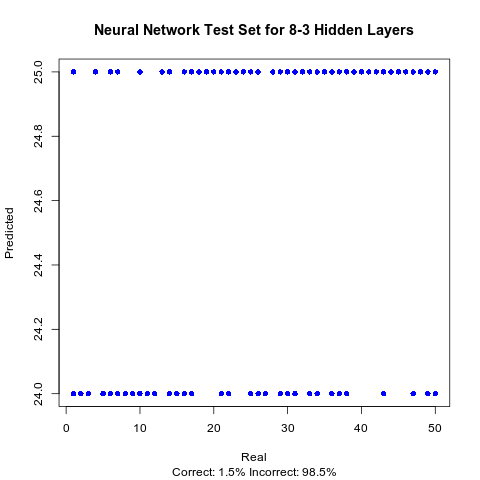 Neural Network Test Set for 8-3 Hidden Layers
25.0
24.8
24.6
24.4
24.2
24.0
Predicted
0 10 20 30 40 50
Real
Correct: 1.5% Incorrect: 98.5%